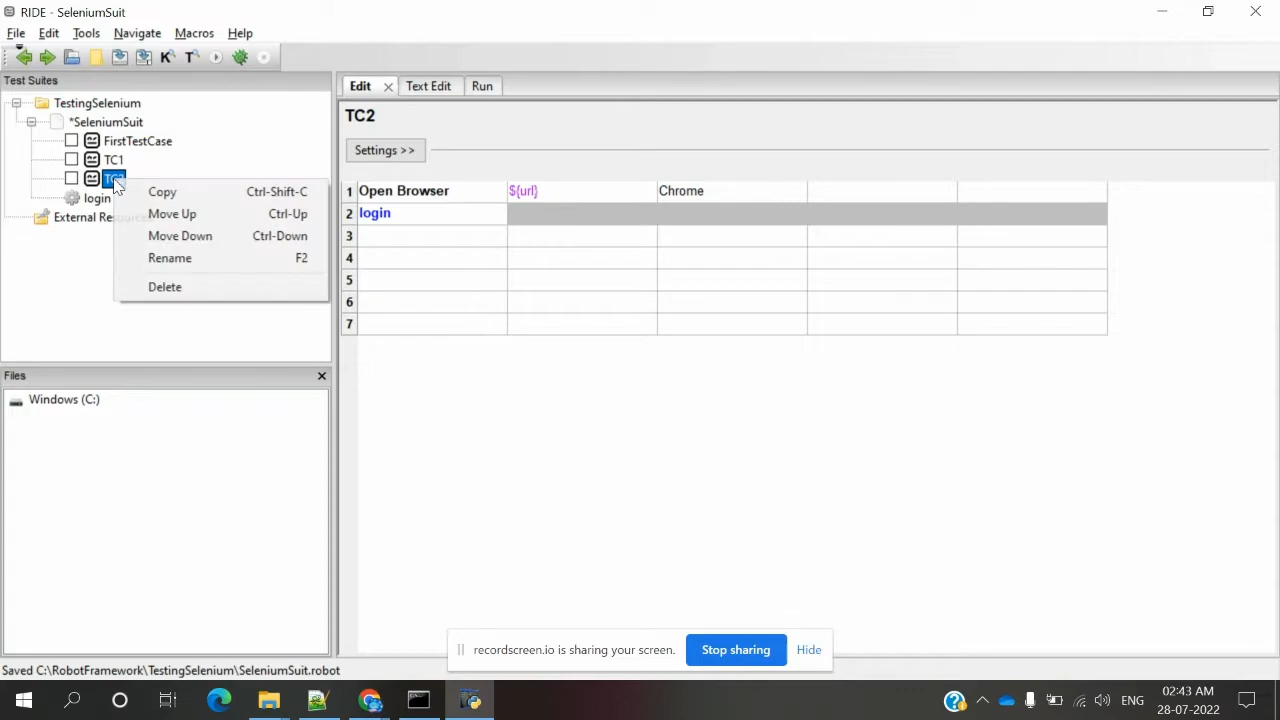 RIDE - SeleniumSuit
File Edit Tools Navigate Macros Help
K T
Test Suites
TestingSelenium
*SeleniumSuit
FirstTestCase
TC1
login
Copy Ctrl-Shift-C
Move Up Ctrl-Up
Move Down Ctrl-Down
Rename F2
Delete
Edit Text Edit Run
TC2
Settings >>
1 Open Browser ${url} Chrome
2 login
3
4
5
6
7
Files
Windows (C:)
recordscreen.io is sharing your screen. Stop sharing Hide
Saved C:\RobotFramework\TestingSelenium\SeleniumSuit.robot
ENG
02:43 AM
28-07-2022